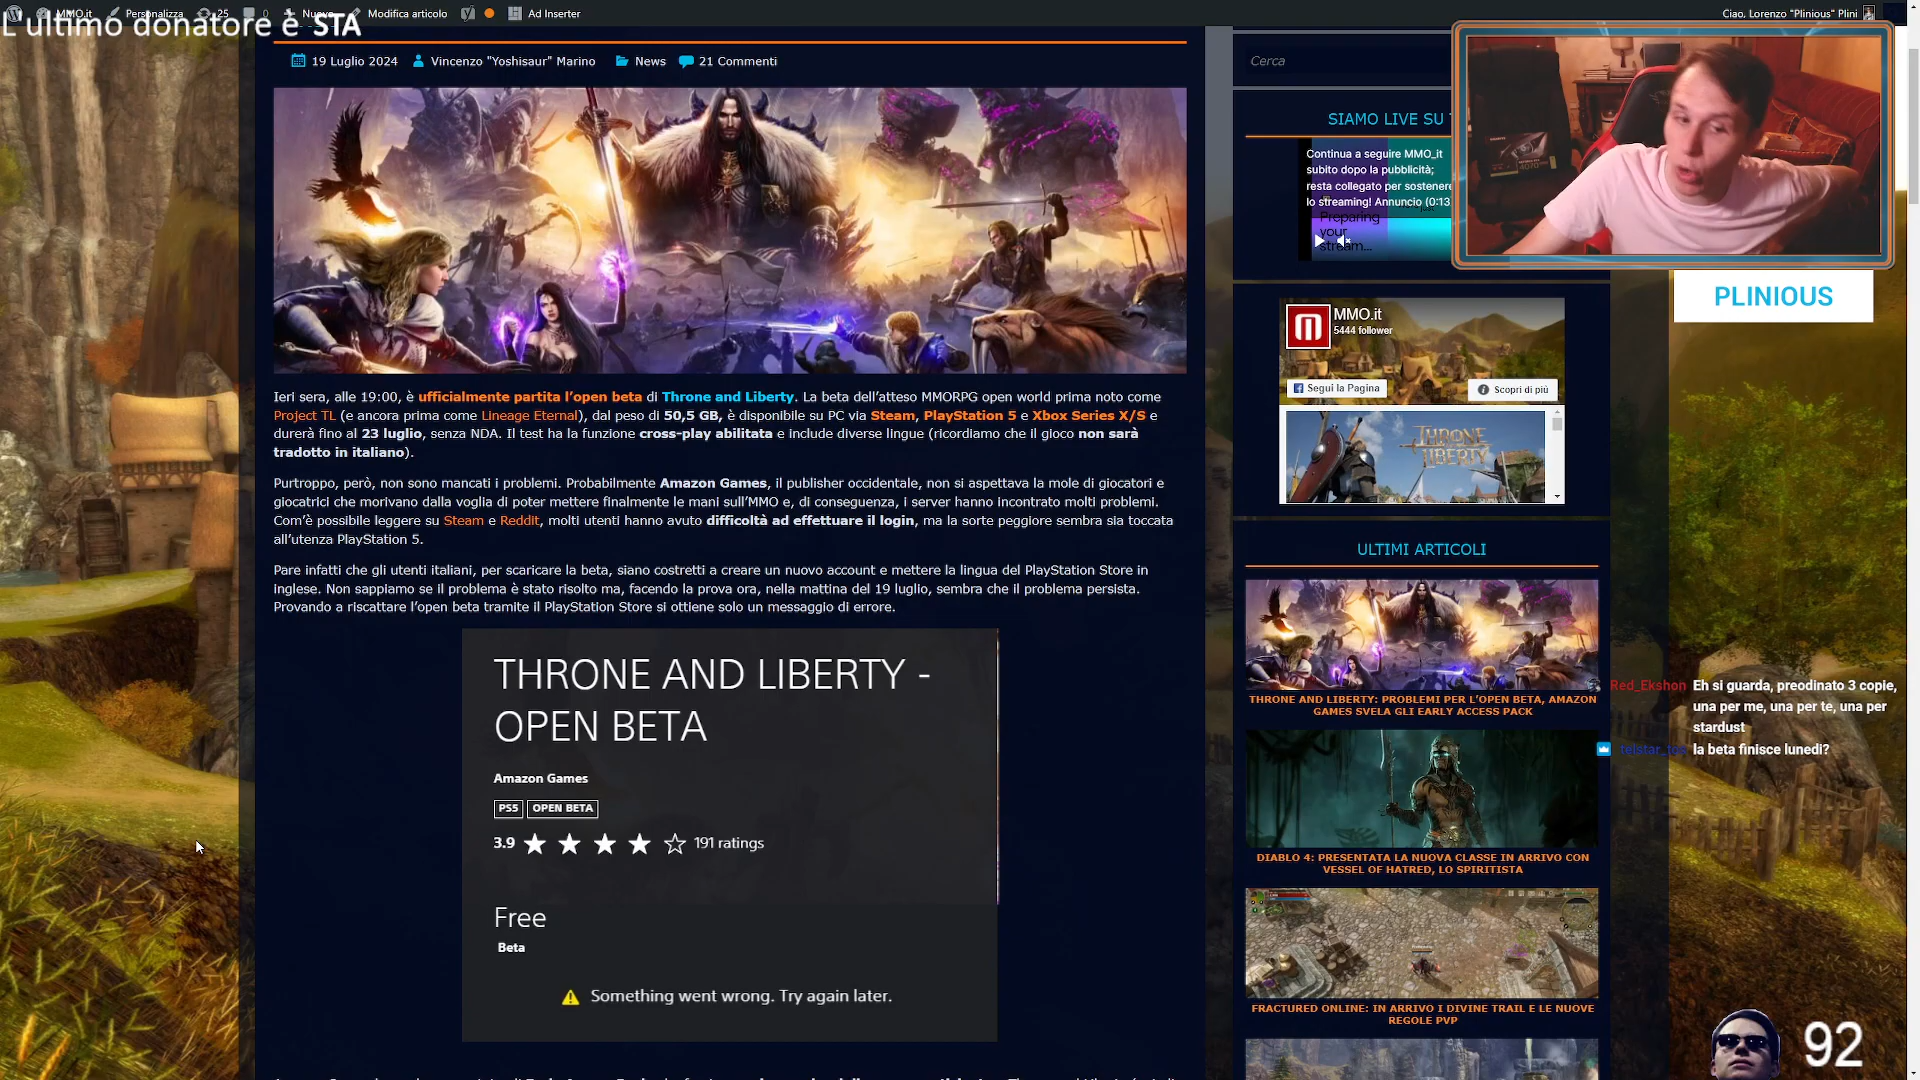 MMO.it Personalizza 25 0 Nuovo Modifica articolo Ad Inserter Ciao, Lorenzo "Plinious" Plini
L'ultimo donatore è STA
19 Luglio 2024 Vincenzo "Yoshisaur" Marino News 21 Commenti
Ieri sera, alle 19:00, è ufficialmente partita l'open beta di Throne and Liberty. La beta dell'atteso MMORPG open world prima noto come
Project TL (e ancora prima come Lineage Eternal), dal peso di 50,5 GB, è disponibile su PC via Steam, PlayStation 5 e Xbox Series X/S e
durerà fino al 23 luglio, senza NDA. Il test ha la funzione cross-play abilitata e include diverse lingue (ricordiamo che il gioco non sarà
tradotto in italiano).
Purtroppo, però, non sono mancati i problemi. Probabilmente Amazon Games, il publisher occidentale, non si aspettava la mole di giocatori e
giocatrici che morivano dalla voglia di poter mettere finalmente le mani sull'MMO e, di conseguenza, i server hanno incontrato molti problemi.
Com'è possibile leggere su Steam e Reddit, molti utenti hanno avuto difficoltà ad effettuare il login, ma la sorte peggiore sembra sia toccata
all'utenza PlayStation 5.
Pare infatti che gli utenti italiani, per scaricare la beta, siano costretti a creare un nuovo account e mettere la lingua del PlayStation Store in
inglese. Non sappiamo se il problema è stato risolto ma, facendo la prova ora, nella mattina del 19 luglio, sembra che il problema persista.
Provando a riscattare l'open beta tramite il PlayStation Store si ottiene solo un messaggio di errore.
THRONE AND LIBERTY -
OPEN BETA
Amazon Games
PS5 OPEN BETA
3.9 191 ratings
Free
Beta
Something went wrong. Try again later.
Cerca
SIAMO LIVE SU
Continua a seguire MMO_it
subito dopo la pubblicità;
resta collegato per sostenere
lo streaming! Annuncio (0:13
Preparing
your
stream...
PLINIOUS
MMO.it
5444 follower
Segui la Pagina Scopri di più
THRONE
AND
LIBERTY
ULTIMI ARTICOLI
THRONE AND LIBERTY: PROBLEMI PER L'OPEN BETA, AMAZON
GAMES SVELA GLI EARLY ACCESS PACK
DIABLO 4: PRESENTATA LA NUOVA CLASSE IN ARRIVO CON
VESSEL OF HATRED, LO SPIRITISTA
FRACTURED ONLINE: IN ARRIVO I DIVINE TRAIL E LE NUOVE
REGOLE PVP
Red_Ekshon Eh si guarda, preodinato 3 copie,
una per me, una per te, una per
stardust
la beta finisce lunedi?
92